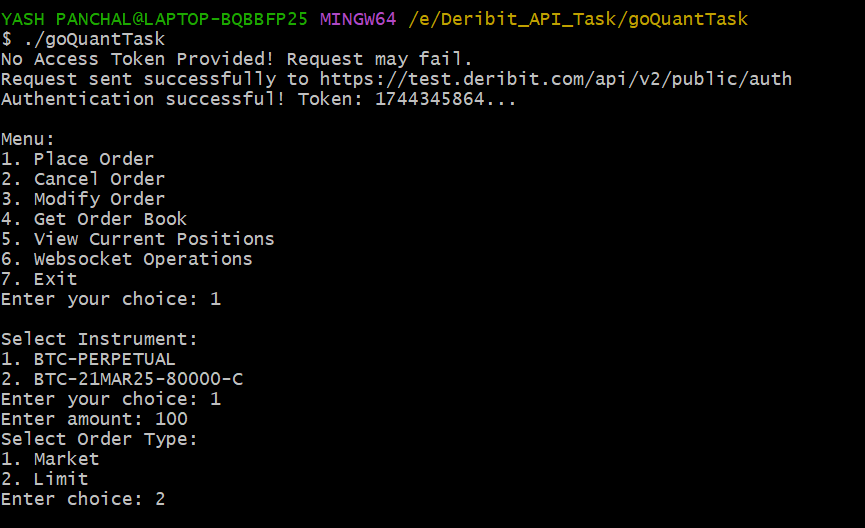 YASH PANCHAL@LAPTOP-BQBBFP25 MINGW64 /e/Deribit_API_Task/goQuantTask
$ ./goQuantTask
No Access Token Provided! Request may fail.
Request sent successfully to https://test.deribit.com/api/v2/public/auth
Authentication successful! Token: 1744345864...
Menu:
1. Place Order
2. Cancel Order
3. Modify Order
4. Get Order Book
5. View Current Positions
6. Websocket Operations
7. Exit
Enter your choice: 1
Select Instrument:
1. BTC-PERPETUAL
2. BTC-21MAR25-80000-C
Enter your choice: 1
Enter amount: 100
Select Order Type:
1. Market
2. Limit
Enter choice: 2